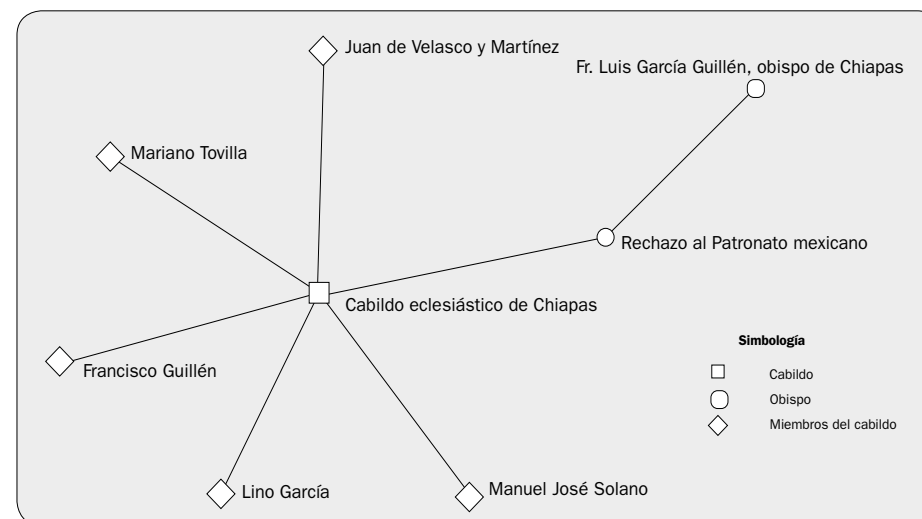 Juan de Velasco y Martínez
Fr. Luis García Guillén, obispo de Chiapas
Mariano Tovilla
Rechazo al Patronato mexicano
Cabildo eclesiástico de Chiapas
Francisco Guillén
Lino García
Manuel José Solano
Simbología
Cabildo
Obispo
Miembros del cabildo